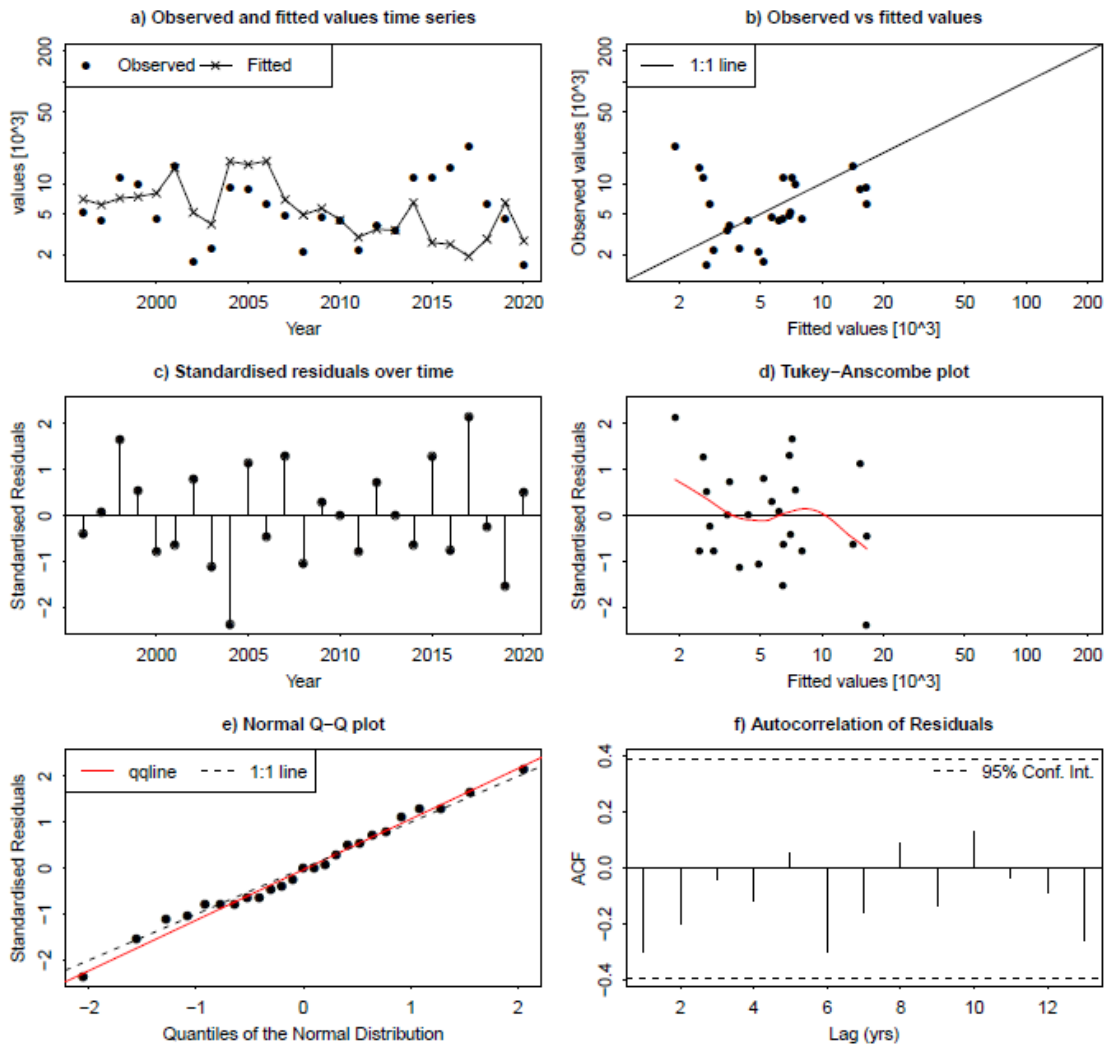 a) Observed and fitted values time series
values [10^3]
200
50
10
5
2
Observed
Fitted
2000
2005
2010
2015
2020
Year
b) Observed vs fitted values
Observed values [10^3]
200
50
10
5
2
1:1 line
2
5
10
20
50
100
200
Fitted values [10^3]
c) Standardised residuals over time
Standardised Residuals
2
1
0
−1
−2
2000
2005
2010
2015
2020
Year
d) Tukey−Anscombe plot
Standardised Residuals
2
1
0
−1
−2
2
5
10
20
50
100
200
Fitted values [10^3]
e) Normal Q−Q plot
Standardised Residuals
2
1
0
−1
−2
qqline
1:1 line
−2
−1
0
1
2
Quantiles of the Normal Distribution
f) Autocorrelation of Residuals
ACF
0.4
0.2
0.0
−0.2
−0.4
95% Conf. Int.
2
4
6
8
10
12
Lag (yrs)